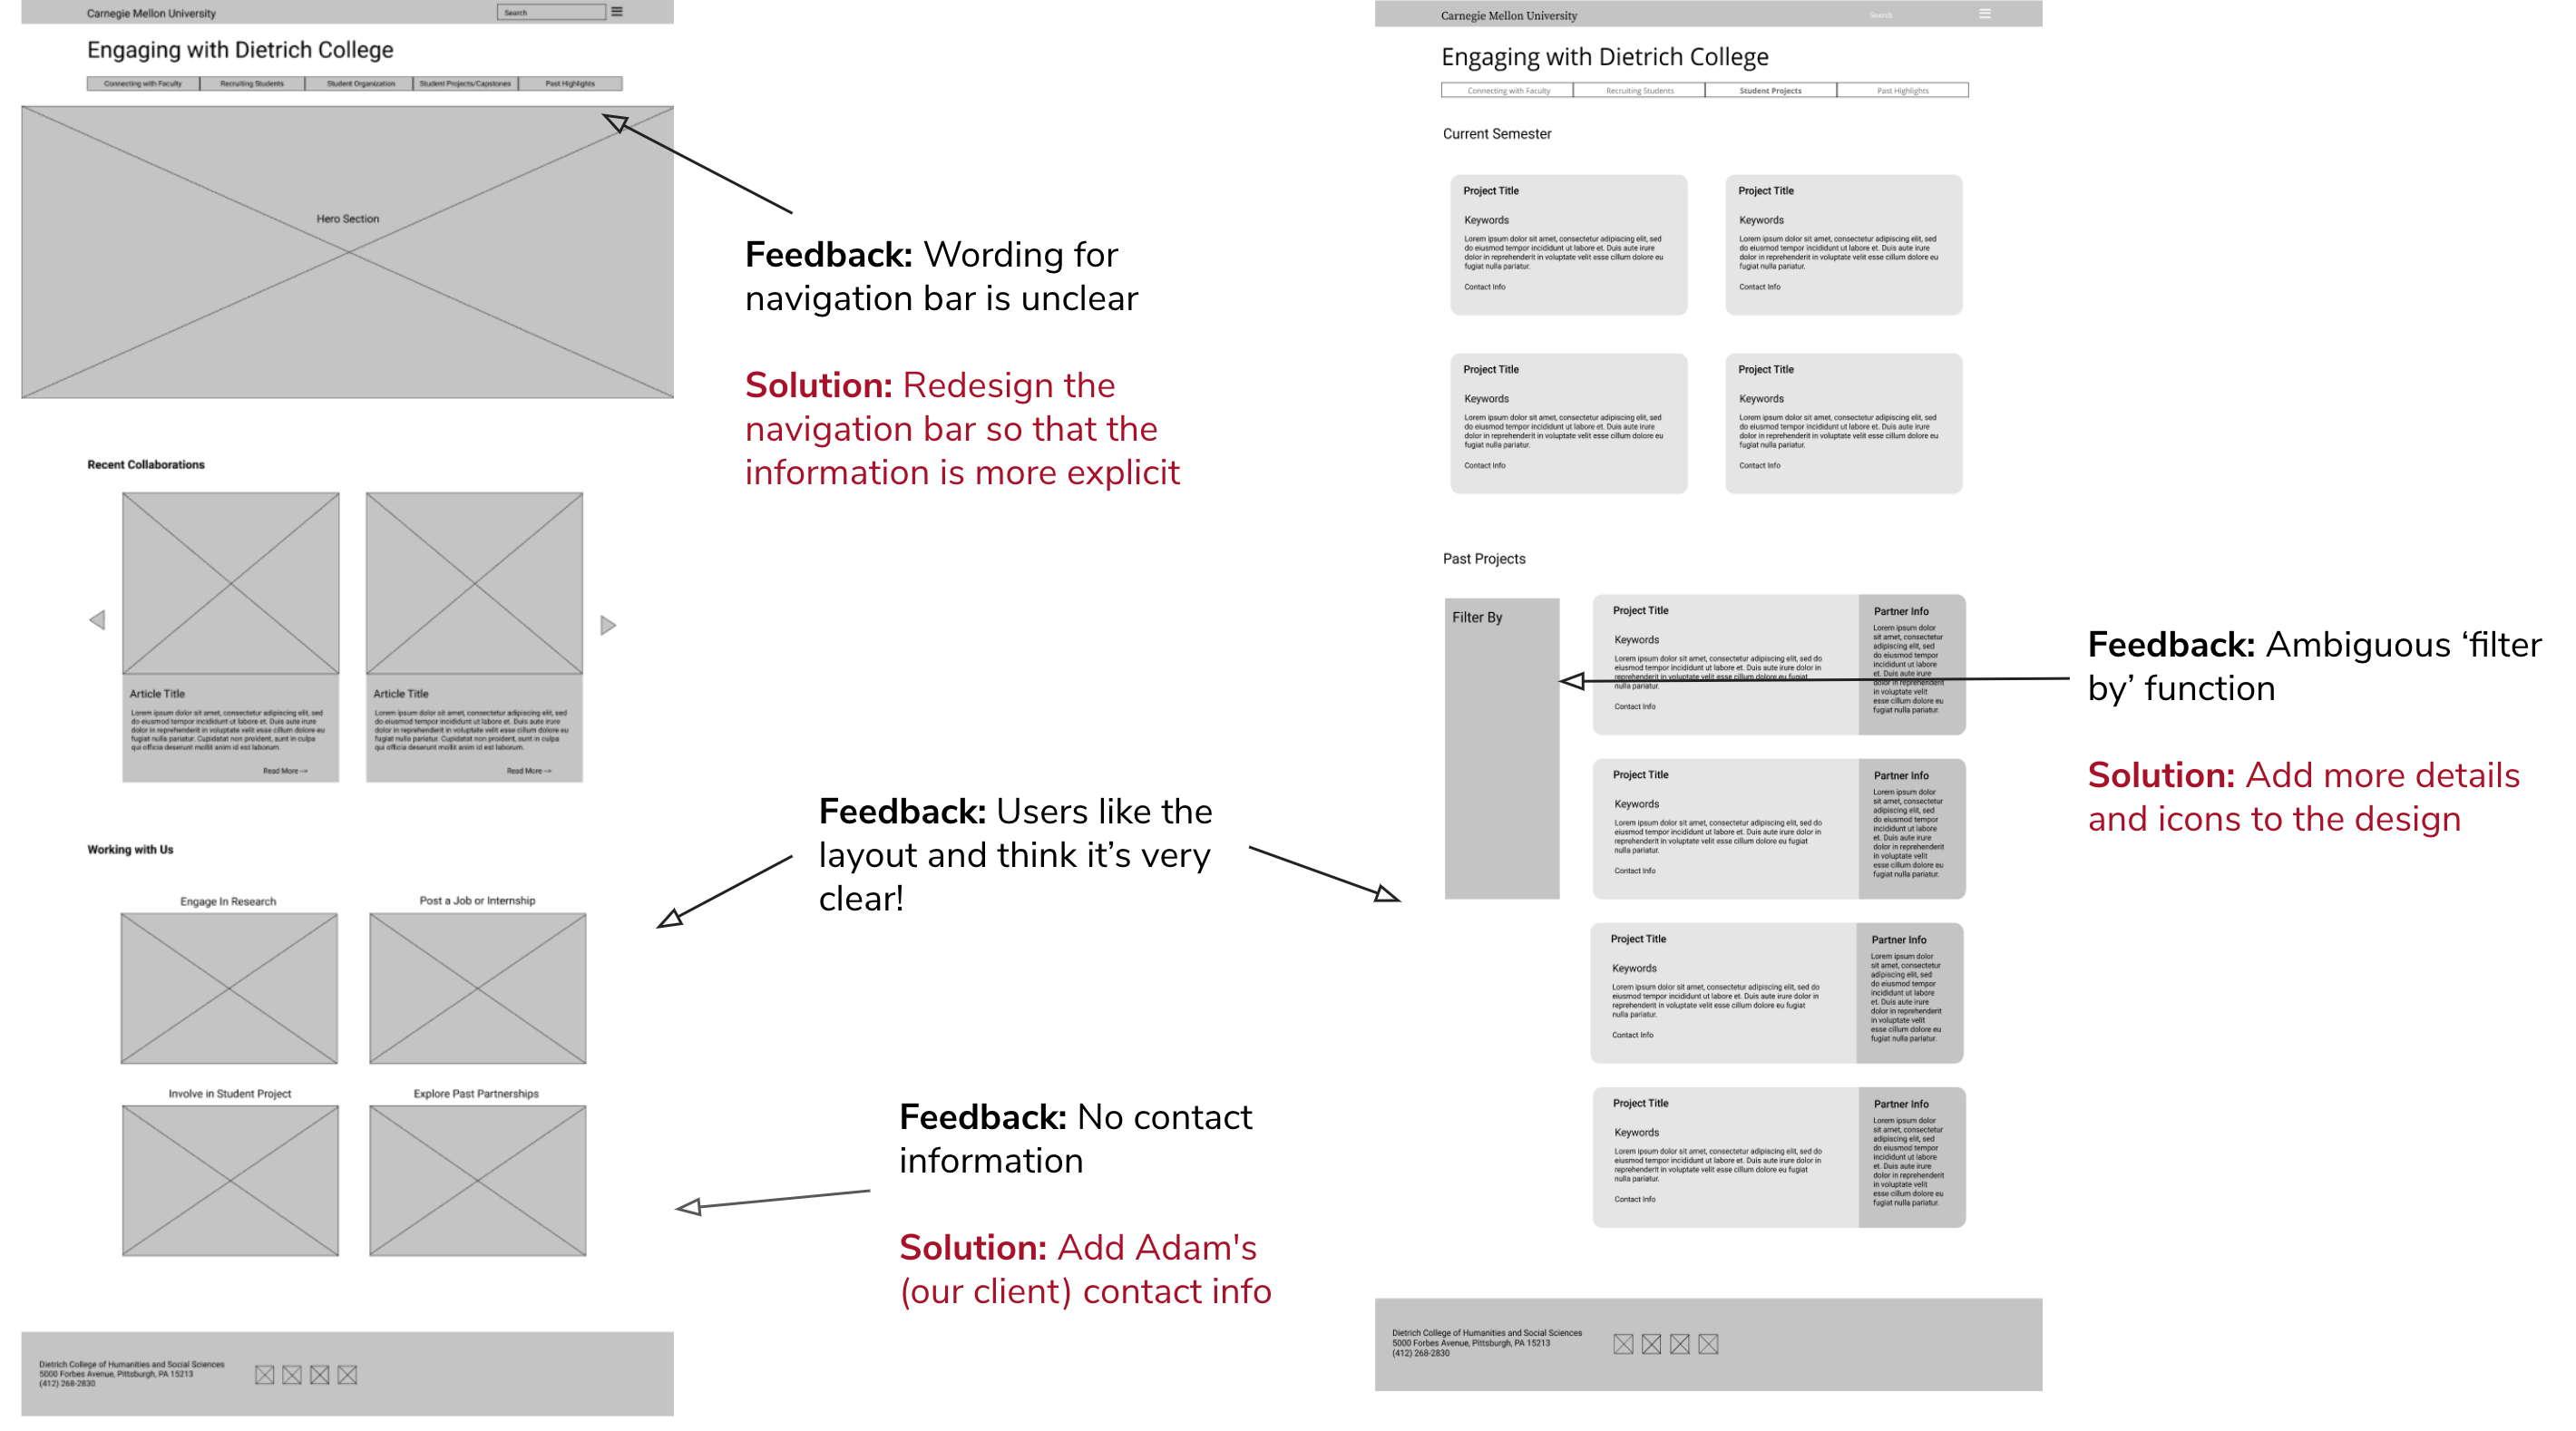 Carnegie Mellon University
Search
Engaging with Dietrich College
Connecting with Faculty
Recruiting Students
Student Organization
Student Projects/Capstones
Past Highlights
Hero Section
Recent Collaborations
Article Title
Lorem ipsum dolor sit amet, consectetur adipiscing elit, sed
do eiusmod tempor incididunt ut labore et. Duis aute irure
dolor in reprehenderit in voluptate velit esse cillum dolore eu
fugiat nulla pariatur. Cupidatat non proident, sunt in culpa
qui officia deserunt mollit anim id est laborum.
Read More -->
Article Title
Lorem ipsum dolor sit amet, consectetur adipiscing elit, sed
do eiusmod tempor incididunt ut labore et. Duis aute irure
dolor in reprehenderit in voluptate velit esse cillum dolore eu
fugiat nulla pariatur. Cupidatat non proident, sunt in culpa
qui officia deserunt mollit anim id est laborum.
Read More -->
Working with Us
Engage In Research
Post a Job or Internship
Involve in Student Project
Explore Past Partnerships
Dietrich College of Humanities and Social Sciences
5000 Forbes Avenue, Pittsburgh, PA 15213
(412) 268-2830
Feedback: Wording for
navigation bar is unclear
Solution: Redesign the
navigation bar so that the
information is more explicit
Feedback: Users like the
layout and think it’s very
clear!
Feedback: No contact
information
Solution: Add Adam's
(our client) contact info
Carnegie Mellon University
Search
Engaging with Dietrich College
Connecting with Faculty
Recruiting Students
Student Projects
Past Highlights
Current Semester
Project Title
Keywords
Lorem ipsum dolor sit amet, consectetur adipiscing elit, sed
do eiusmod tempor incididunt ut labore et. Duis aute irure
dolor in reprehenderit in voluptate velit esse cillum dolore eu
fugiat nulla pariatur.
Contact Info
Project Title
Keywords
Lorem ipsum dolor sit amet, consectetur adipiscing elit, sed
do eiusmod tempor incididunt ut labore et. Duis aute irure
dolor in reprehenderit in voluptate velit esse cillum dolore eu
fugiat nulla pariatur.
Contact Info
Project Title
Keywords
Lorem ipsum dolor sit amet, consectetur adipiscing elit, sed
do eiusmod tempor incididunt ut labore et. Duis aute irure
dolor in reprehenderit in voluptate velit esse cillum dolore eu
fugiat nulla pariatur.
Contact Info
Project Title
Keywords
Lorem ipsum dolor sit amet, consectetur adipiscing elit, sed
do eiusmod tempor incididunt ut labore et. Duis aute irure
dolor in reprehenderit in voluptate velit esse cillum dolore eu
fugiat nulla pariatur.
Contact Info
Past Projects
Filter By
Project Title
Keywords
Lorem ipsum dolor sit amet, consectetur adipiscing elit, sed do
eiusmod tempor incididunt ut labore et. Duis aute irure dolor in
reprehenderit in voluptate velit esse cillum dolore eu fugiat
nulla pariatur.
Contact Info
Partner Info
Lorem ipsum dolor
sit amet, consectetur
adipiscing elit, sed
do eiusmod tempor
incididunt ut labore
et. Duis aute irure
dolor in reprehenderit
in voluptate velit
esse cillum dolore eu
fugiat nulla pariatur.
Project Title
Keywords
Lorem ipsum dolor sit amet, consectetur adipiscing elit, sed do
eiusmod tempor incididunt ut labore et. Duis aute irure dolor in
reprehenderit in voluptate velit esse cillum dolore eu fugiat
nulla pariatur.
Contact Info
Partner Info
Lorem ipsum dolor
sit amet, consectetur
adipiscing elit, sed
do eiusmod tempor
incididunt ut labore
et. Duis aute irure
dolor in reprehenderit
in voluptate velit
esse cillum dolore eu
fugiat nulla pariatur.
Project Title
Keywords
Lorem ipsum dolor sit amet, consectetur adipiscing elit, sed do
eiusmod tempor incididunt ut labore et. Duis aute irure dolor in
reprehenderit in voluptate velit esse cillum dolore eu fugiat
nulla pariatur.
Contact Info
Partner Info
Lorem ipsum dolor
sit amet, consectetur
adipiscing elit, sed
do eiusmod tempor
incididunt ut labore
et. Duis aute irure
dolor in reprehenderit
in voluptate velit
esse cillum dolore eu
fugiat nulla pariatur.
Project Title
Keywords
Lorem ipsum dolor sit amet, consectetur adipiscing elit, sed do
eiusmod tempor incididunt ut labore et. Duis aute irure dolor in
reprehenderit in voluptate velit esse cillum dolore eu fugiat
nulla pariatur.
Contact Info
Partner Info
Lorem ipsum dolor
sit amet, consectetur
adipiscing elit, sed
do eiusmod tempor
incididunt ut labore
et. Duis aute irure
dolor in reprehenderit
in voluptate velit
esse cillum dolore eu
fugiat nulla pariatur.
Dietrich College of Humanities and Social Sciences
5000 Forbes Avenue, Pittsburgh, PA 15213
(412) 268-2830
Feedback: Ambiguous ‘filter
by’ function
Solution: Add more details
and icons to the design